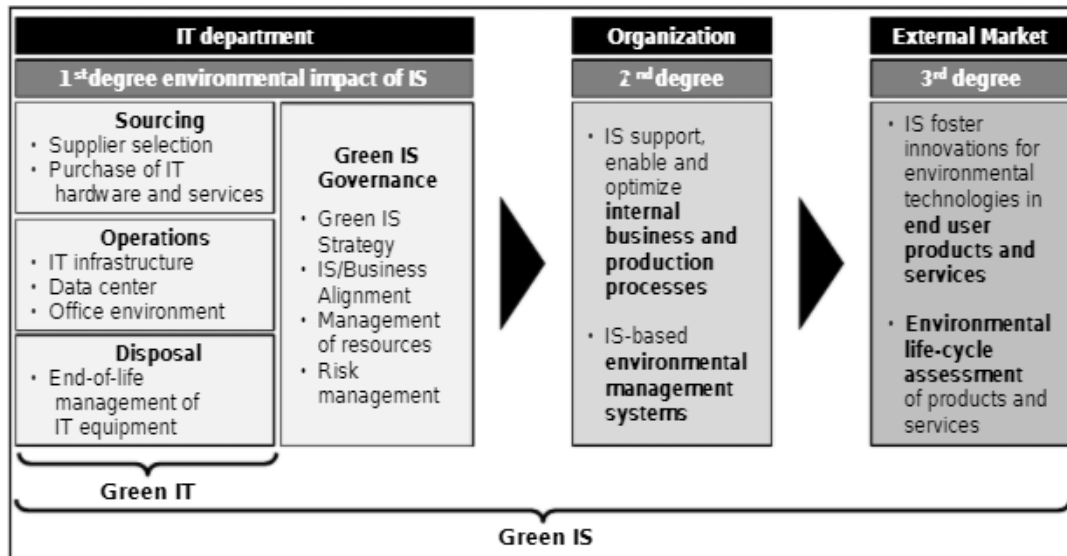 IT department
1st degree environmental impact of IS
Sourcing
• Supplier selection
• Purchase of IT
hardware and services
Operations
• IT infrastructure
• Data center
• Office environment
Disposal
• End-of-life
management of
IT equipment
Green IS
Governance
• Green IS
Strategy
• IS/Business
Alignment
• Management
of resources
• Risk
management
Organization
2nd degree
• IS support,
enable and
optimize
internal
business and
production
processes
• IS-based
environmental
management
systems
External Market
3rd degree
• IS foster
innovations for
environmental
technologies in
end user
products and
services
• Environmental
life-cycle
assessment
of products and
services
Green IT
Green IS